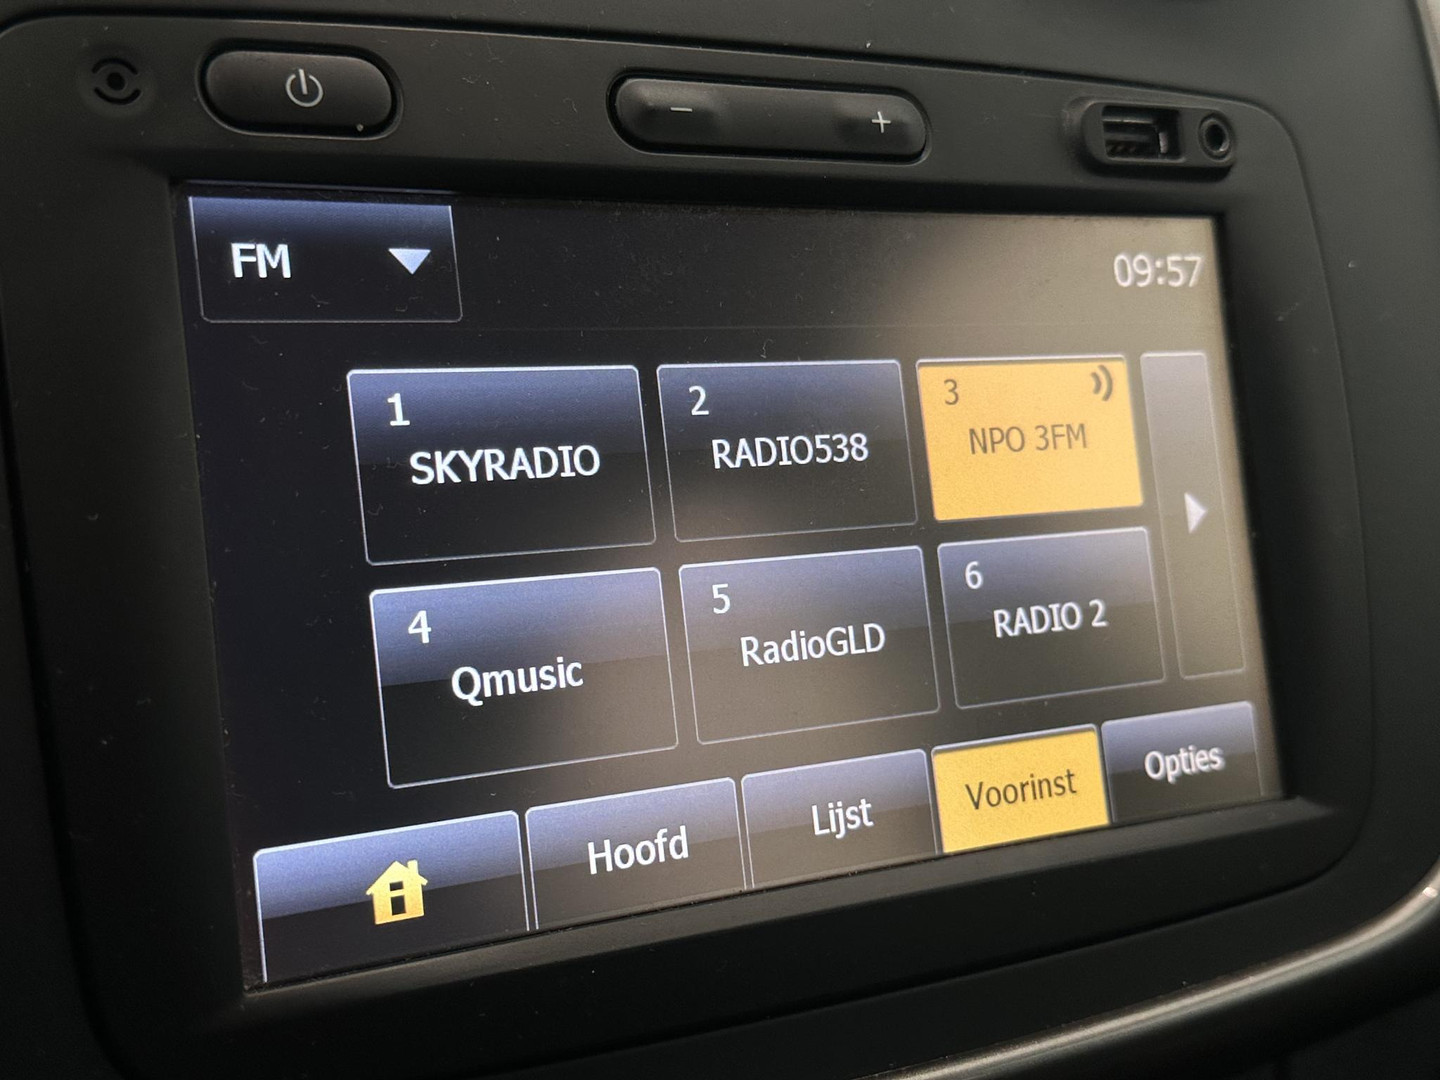 FM
09:57
1
SKYRADIO
2
RADIO538
3
NPO 3FM
4
Qmusic
5
RadioGLD
6
RADIO 2
Hoofd
Lijst
Voorinst
Opties